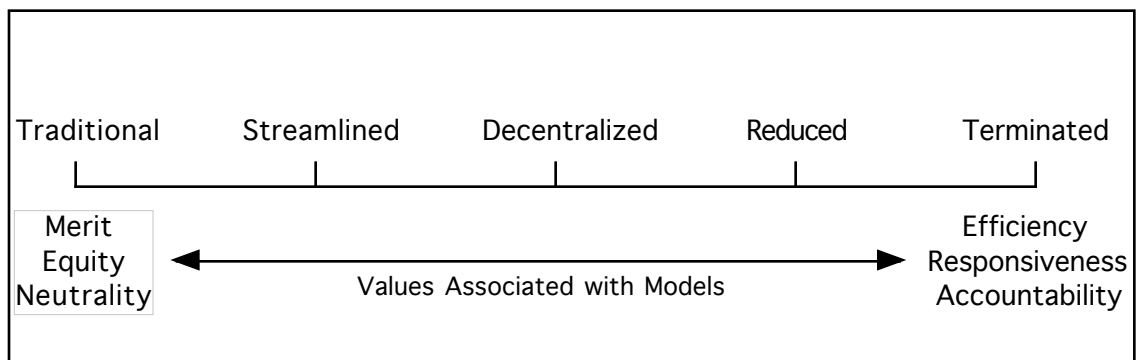 Traditional Streamlined Decentralized Reduced Terminated
Merit
Equity
Neutrality
Values Associated with Models
Efficiency
Responsiveness
Accountability